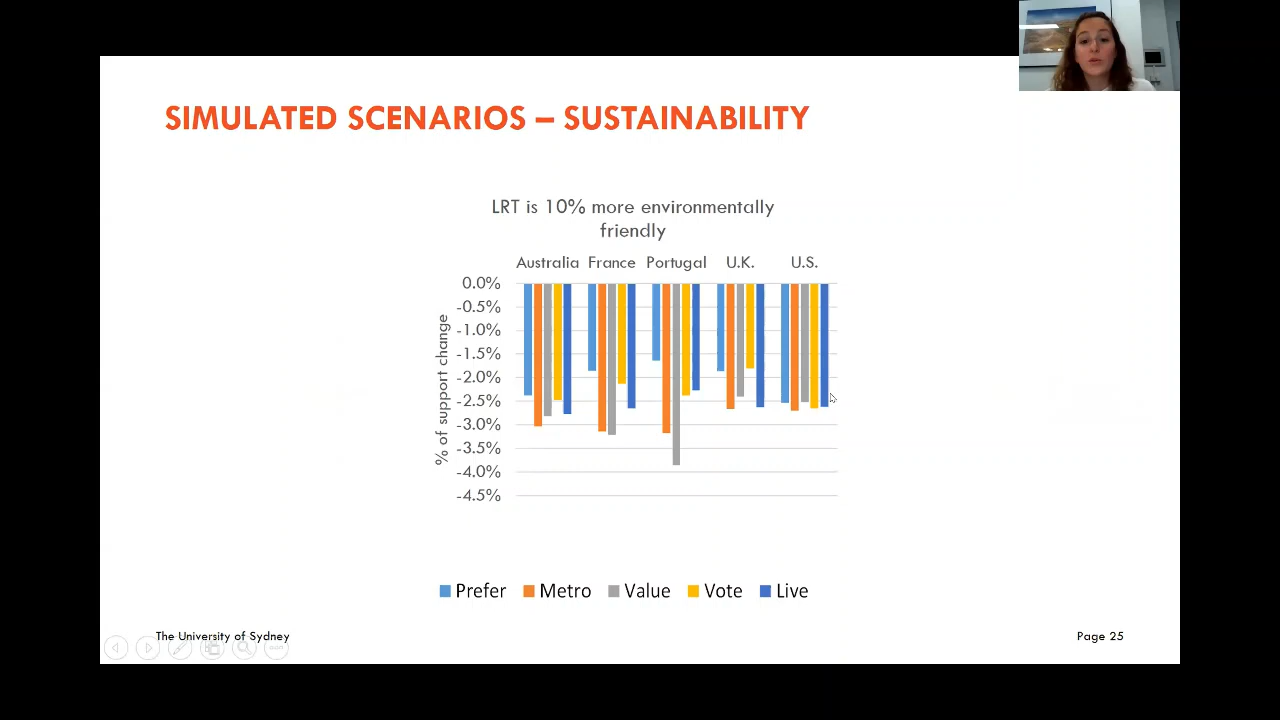 SIMULATED SCENARIOS – SUSTAINABILITY
LRT is 10% more environmentally
friendly
Australia France Portugal U.K. U.S.
% of support change
0.0%
-0.5%
-1.0%
-1.5%
-2.0%
-2.5%
-3.0%
-3.5%
-4.0%
-4.5%
Prefer Metro Value Vote Live
The University of Sydney
Page 25